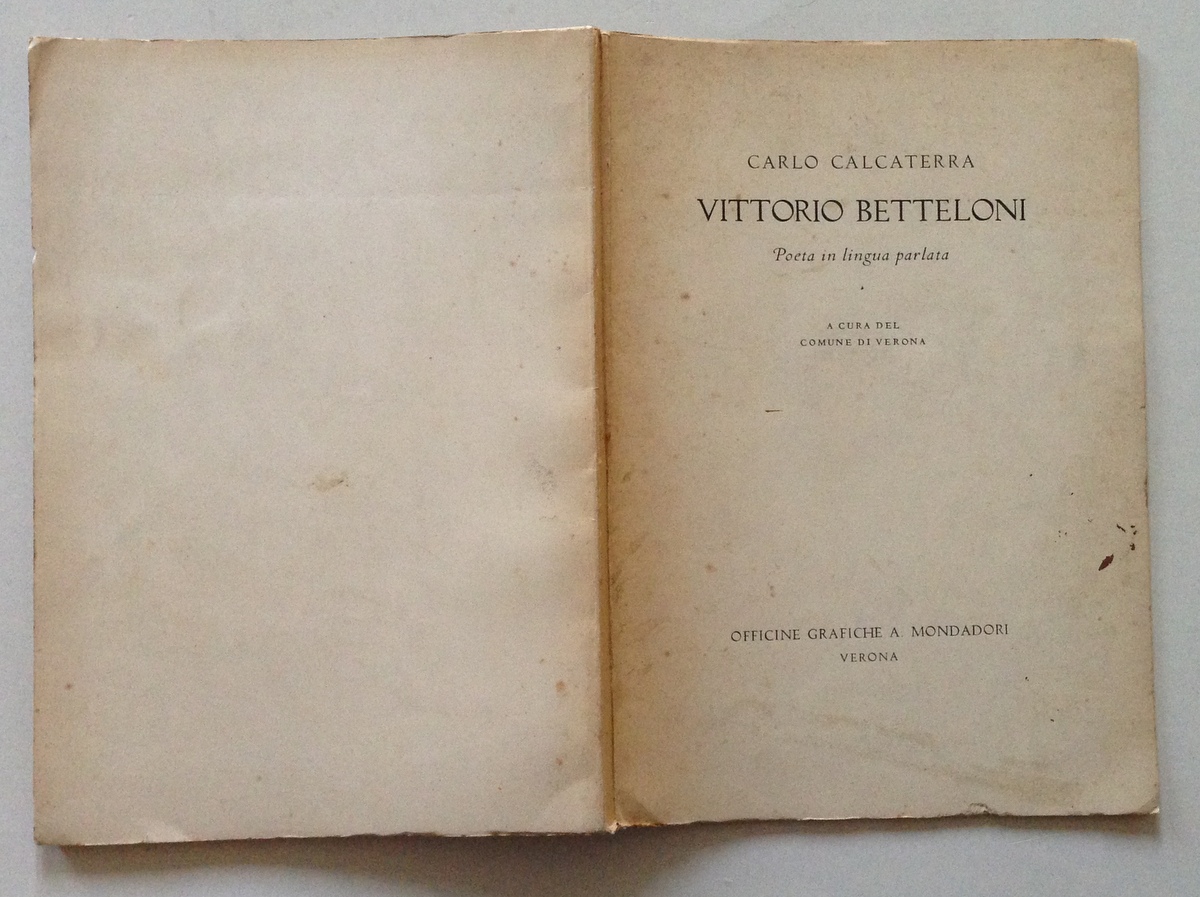 CARLO CALCATERRA
VITTORIO BETTELONI
Poeta in lingua parlata
A CURA DEL
COMUNE DI VERONA
OFFICINE GRAFICHE A. MONDADORI
VERONA